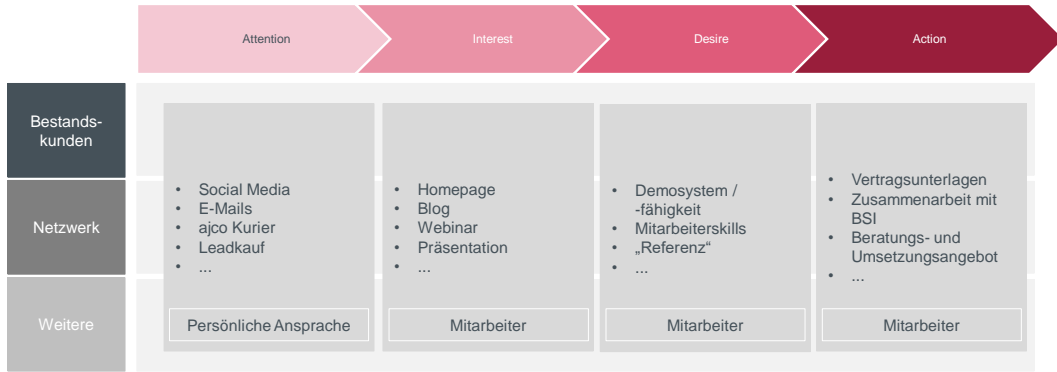 Attention
Interest
Desire
Action
Bestands-
kunden
Netzwerk
Weitere
• Social Media
• E-Mails
• ajco Kurier
• Leadkauf
• ...
Persönliche Ansprache
• Homepage
• Blog
• Webinar
• Präsentation
• ...
Mitarbeiter
• Demosystem /
-fähigkeit
• Mitarbeiterskills
• „Referenz“
• ...
Mitarbeiter
• Vertragsunterlagen
• Zusammenarbeit mit
BSI
• Beratungs- und
Umsetzungsangebot
• ...
Mitarbeiter